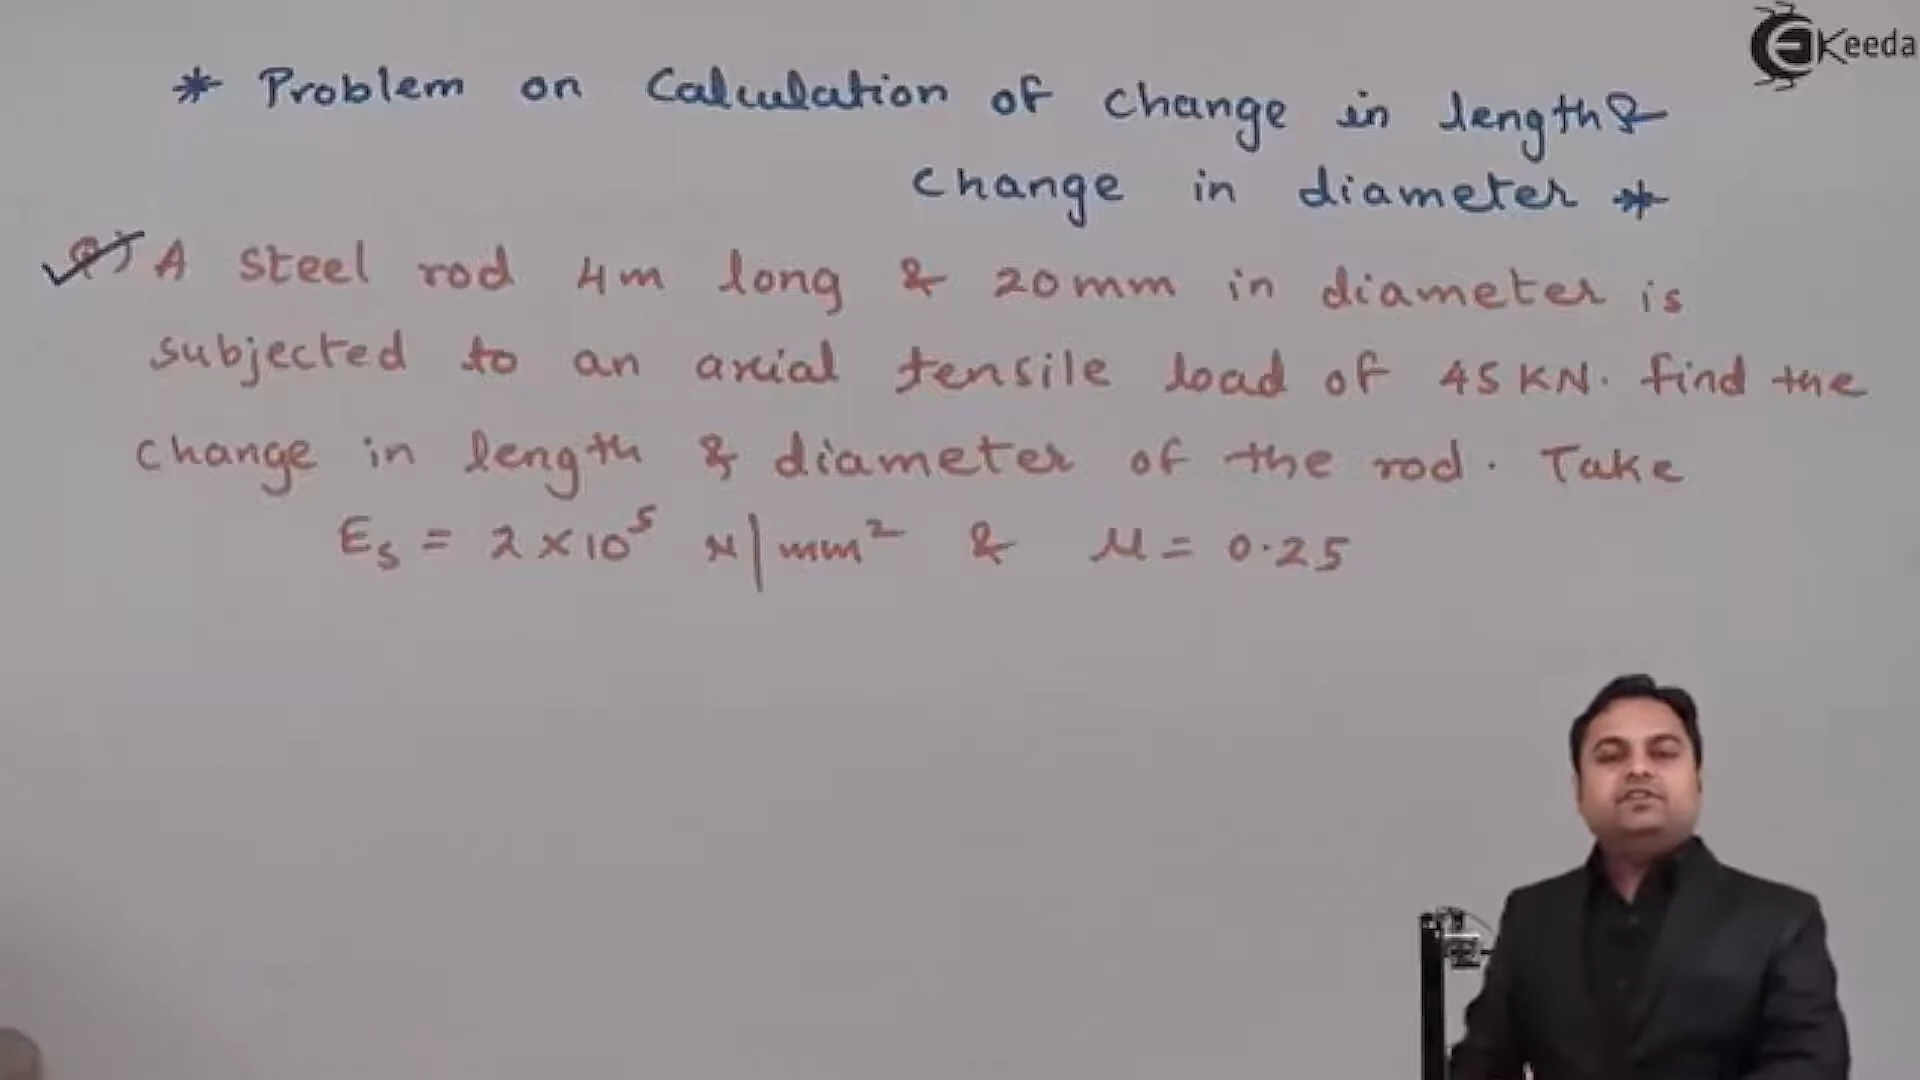 Keeda
* Problem on Calculation of change in length &
change in diameter *
Q) A steel rod 4m long & 20mm in diameter is
subjected to an axial tensile load of 45 KN. find the
change in length & diameter of the rod. Take
Es = 2×10⁵ N/mm² & μ = 0.25